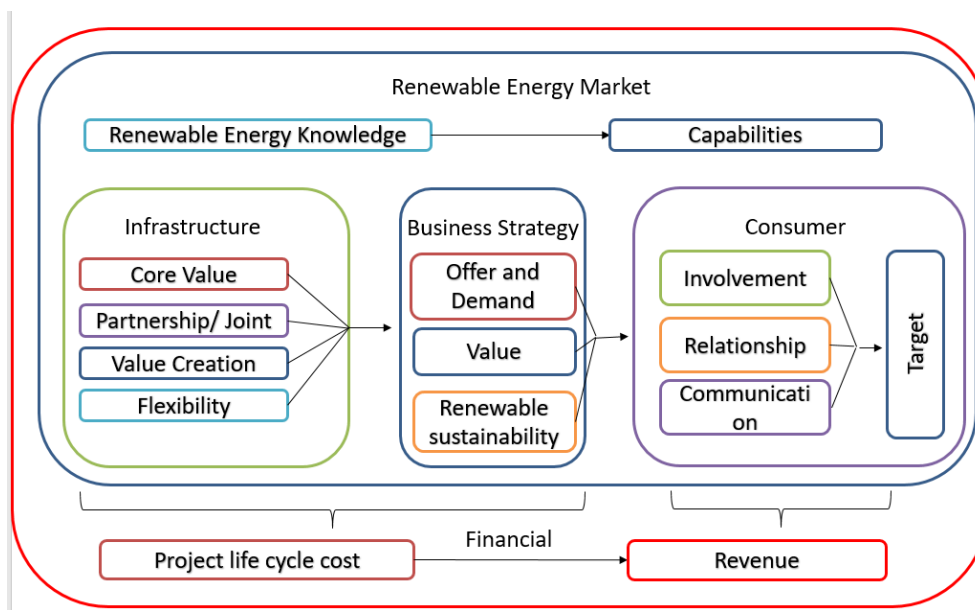 Renewable Energy Market
Renewable Energy Knowledge
Capabilities
Infrastructure
Core Value
Partnership/ Joint
Value Creation
Flexibility
Business Strategy
Offer and
Demand
Value
Renewable
sustainability
Consumer
Involvement
Relationship
Communicati
on
Target
Project life cycle cost
Financial
Revenue